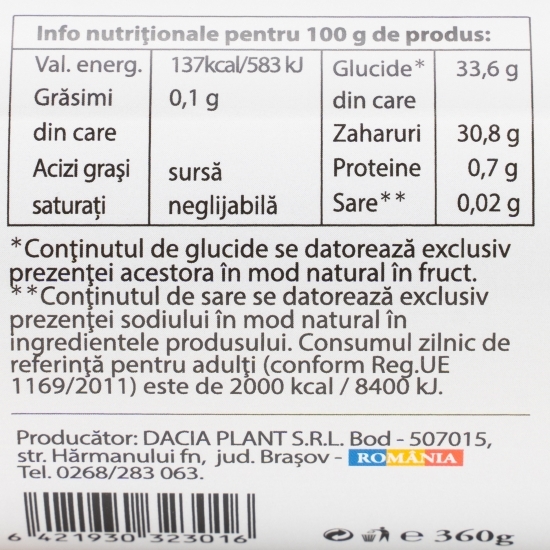 Info nutriţionale pentru 100 g de produs:
Val. energ. 137kcal/583 kJ Glucide* 33,6 g
Grăsimi 0,1 g din care
din care Zaharuri 30,8 g
Acizi graşi sursă Proteine 0,7 g
saturați neglijabilă Sare** 0,02 g
*Conţinutul de glucide se datorează exclusiv
prezenţei acestora în mod natural în fruct.
**Conţinutul de sare se datorează exclusiv
prezenţei sodiului în mod natural în
ingredientele produsului. Consumul zilnic de
referinţă pentru adulţi (conform Reg.UE
1169/2011) este de 2000 kcal / 8400 kJ.
Producător: DACIA PLANT S.R.L. Bod - 507015,
str. Hărmanului fn, jud. Braşov - ROMÂNIA
Tel. 0268/283 063.
6 421930 323016 e 360g